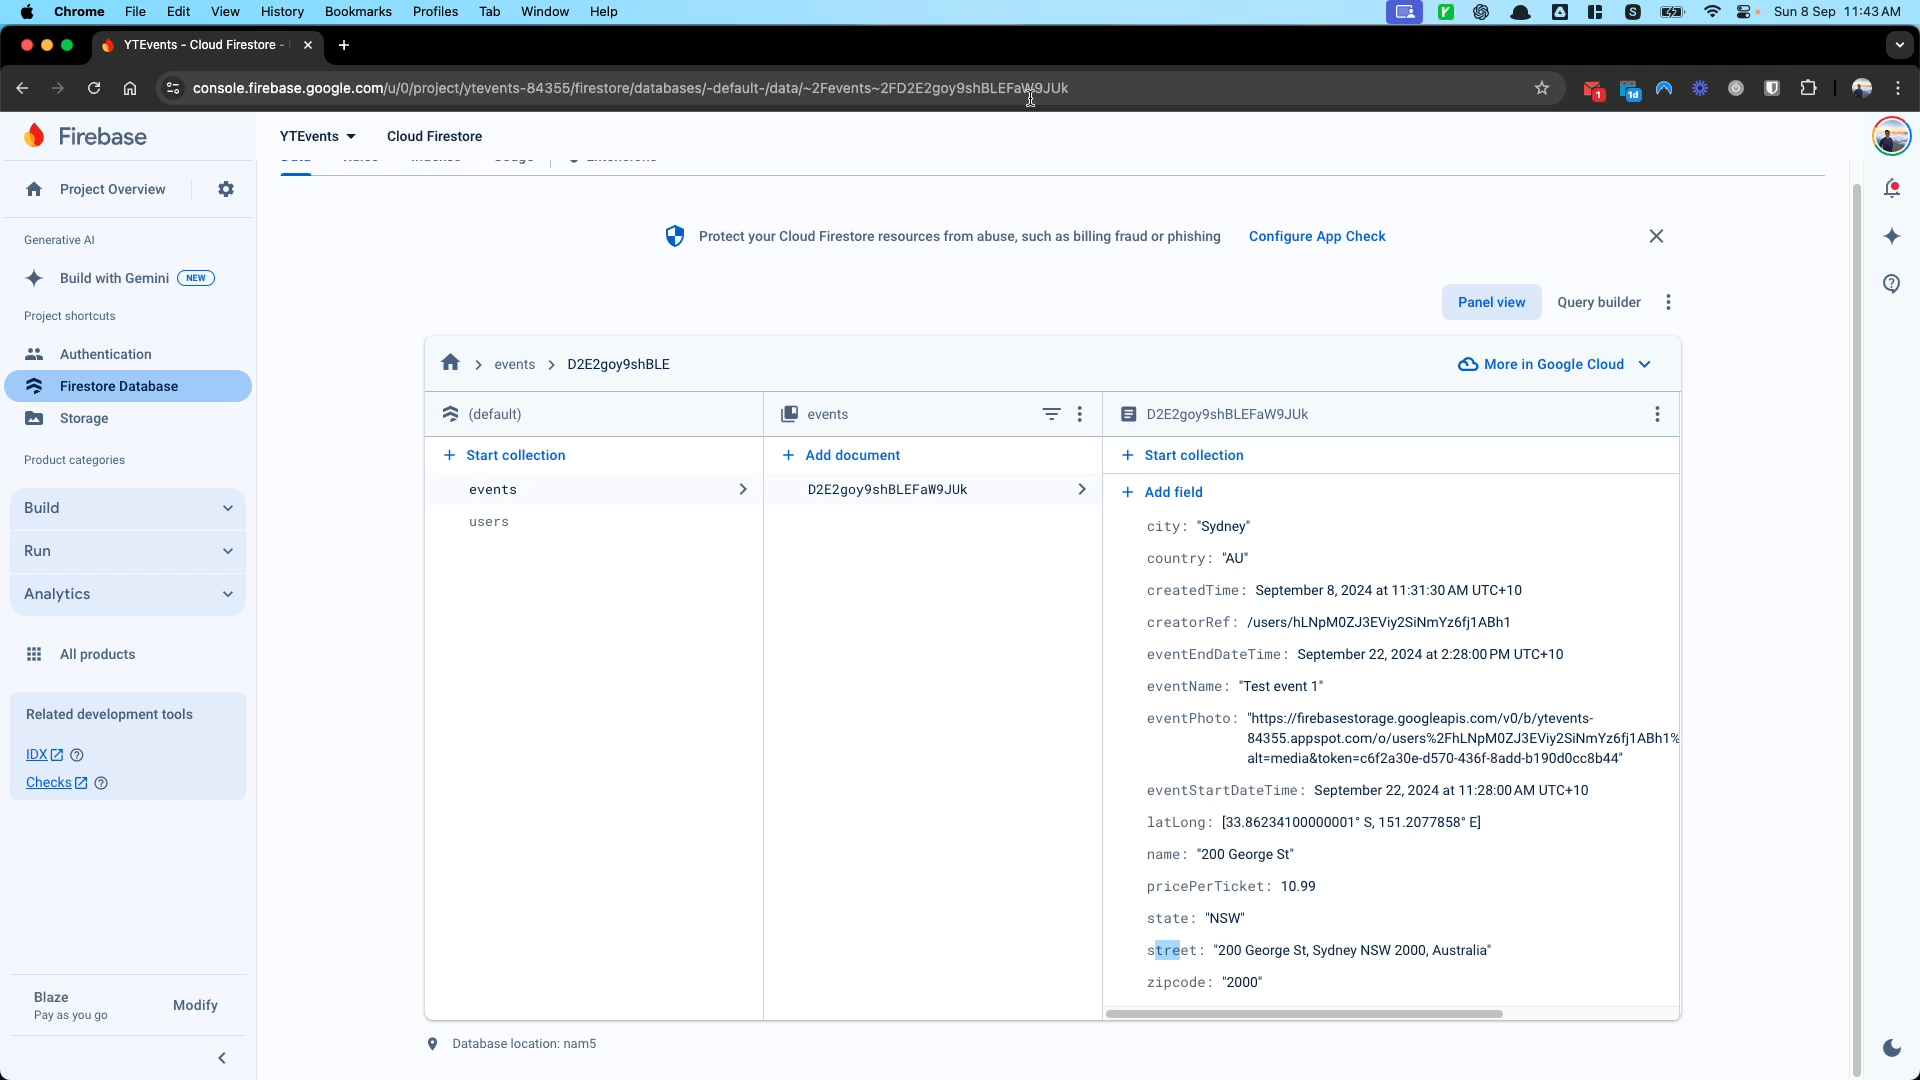 Chrome File Edit View History Bookmarks Profiles Tab Window Help Sun 8 Sep 11:43 AM
YTEvents - Cloud Firestore -
console.firebase.google.com/u/0/project/ytevents-84355/firestore/databases/-default-/data/~2Fevents~2FD2E2goy9shBLEFaW9JUk
1
1d
Firebase
YTEvents Cloud Firestore
Data Rules Indexes Usage Extensions
Project Overview
Protect your Cloud Firestore resources from abuse, such as billing fraud or phishing Configure App Check
Generative AI
Build with Gemini NEW
Project shortcuts
Authentication
Firestore Database
Storage
Product categories
Build
Run
Analytics
All products
Related development tools
IDX
Checks
Blaze
Pay as you go
Modify
Panel view Query builder
events D2E2goy9shBLE
More in Google Cloud
(default)
Start collection
events
users
events
Add document
D2E2goy9shBLEFaW9JUk
D2E2goy9shBLEFaW9JUk
Start collection
Add field
city: "Sydney"
country: "AU"
createdTime: September 8, 2024 at 11:31:30 AM UTC+10
creatorRef: /users/hLNpM0ZJ3EViy2SiNmYz6fj1ABh1
eventEndDateTime: September 22, 2024 at 2:28:00 PM UTC+10
eventName: "Test event 1"
eventPhoto: "https://firebasestorage.googleapis.com/v0/b/ytevents-
84355.appspot.com/o/users%2FhLNpM0ZJ3EViy2SiNmYz6fj1ABh1%
alt=media&token=c6f2a30e-d570-436f-8add-b190d0cc8b44"
eventStartDateTime: September 22, 2024 at 11:28:00 AM UTC+10
latLong: [33.86234100000001° S, 151.2077858° E]
name: "200 George St"
pricePerTicket: 10.99
state: "NSW"
street: "200 George St, Sydney NSW 2000, Australia"
zipcode: "2000"
Database location: nam5